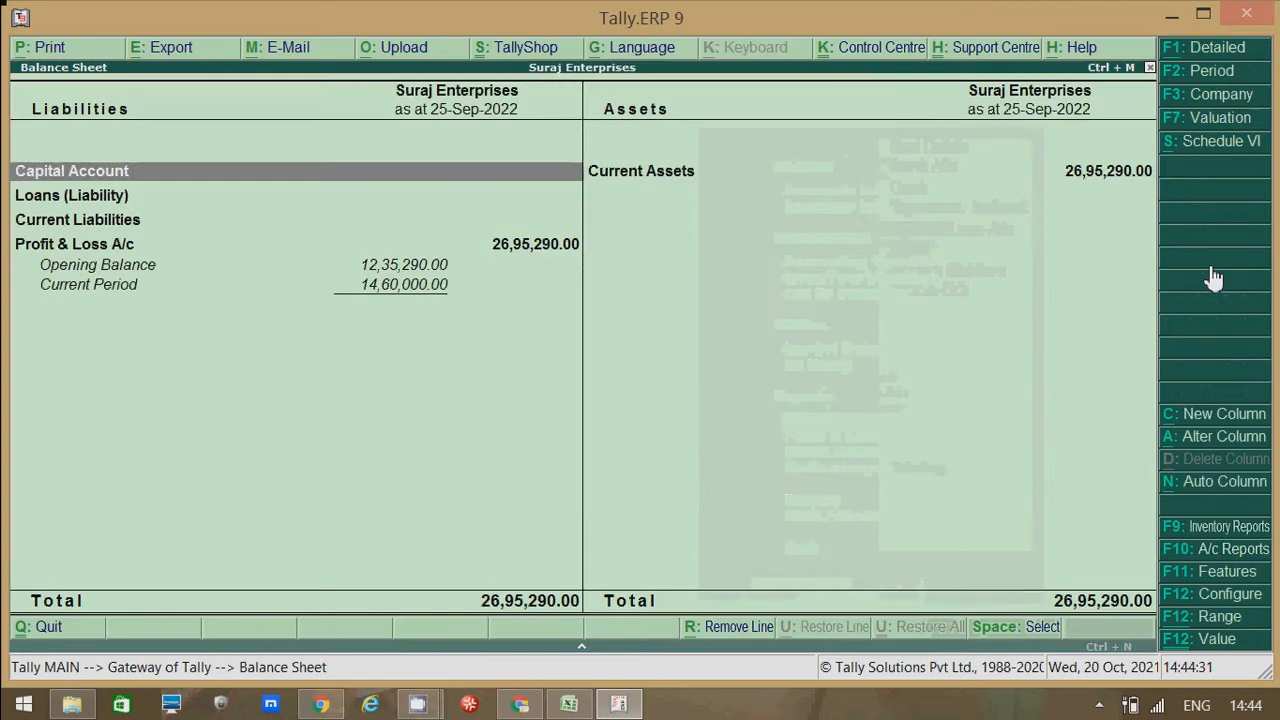 Tally.ERP 9
P: Print E: Export M: E-Mail O: Upload S: TallyShop G: Language K: Keyboard K: Control Centre H: Support Centre H: Help
Balance Sheet Suraj Enterprises Ctrl + M
Liabilities Suraj Enterprises Assets Suraj Enterprises
as at 25-Sep-2022 as at 25-Sep-2022
Capital Account Current Assets 26,95,290.00
Loans (Liability)
Current Liabilities
Profit & Loss A/c 26,95,290.00
Opening Balance 12,35,290.00
Current Period 14,60,000.00
Total 26,95,290.00 Total 26,95,290.00
Q: Quit R: Remove Line U: Restore Line U: Restore All Space: Select
Ctrl + N
F1: Detailed
F2: Period
F3: Company
F7: Valuation
S: Schedule VI
C: New Column
A: Alter Column
D: Delete Column
N: Auto Column
F9: Inventory Reports
F10: A/c Reports
F11: Features
F12: Configure
F12: Range
F12: Value
Tally MAIN --> Gateway of Tally --> Balance Sheet © Tally Solutions Pvt Ltd., 1988-2020 Wed, 20 Oct, 2021 14:44:31
ENG 14:44